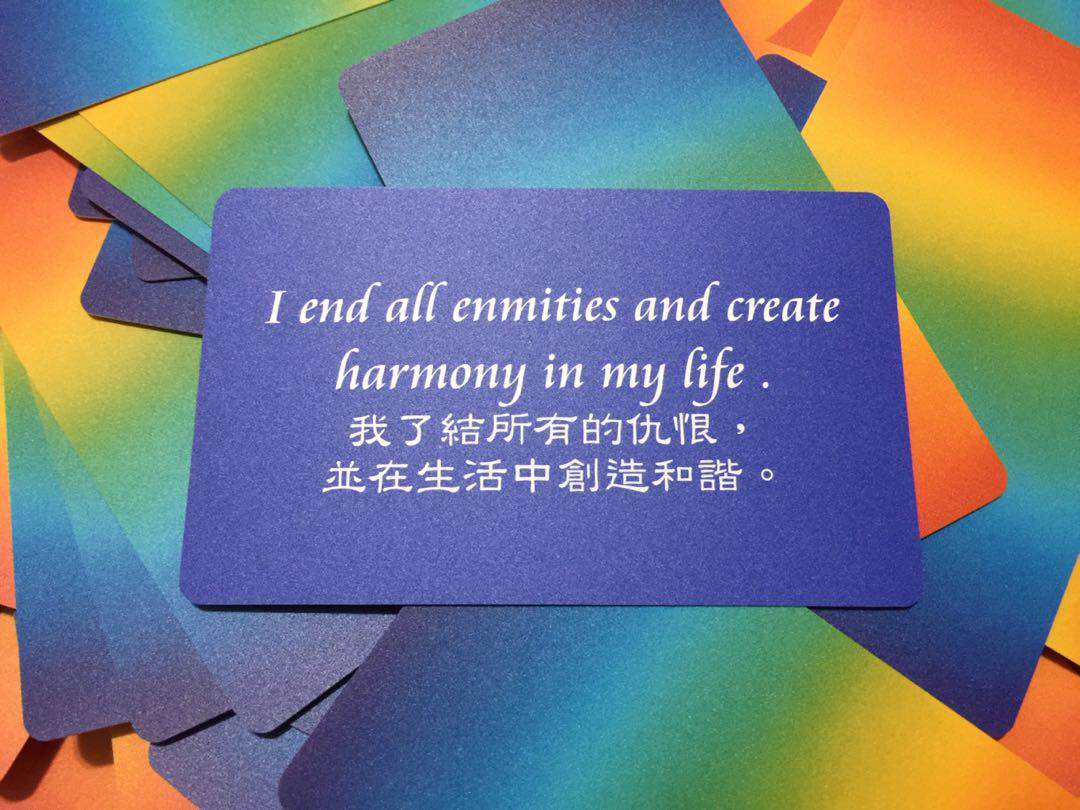 I end all enmities and create
harmony in my life .
我了結所有的仇恨，
並在生活中創造和諧。